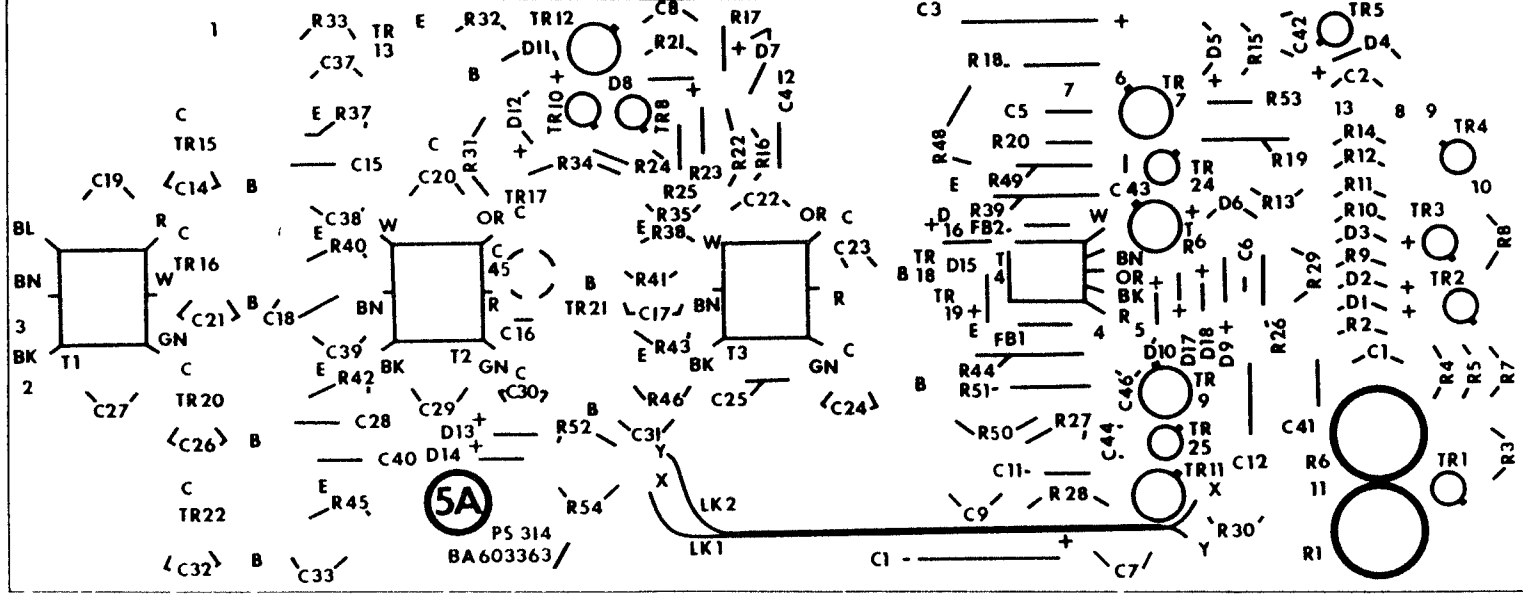 1
R33
TR
13
E
R32
TR12
C8
R17
C3
+
TR5
C42
D5
R15
D4
D11
R21
+ D7
C37
B
R18
D8
+
+
12
C4
7
6
TR
7
+
R53
+
C2
C
TR15
E
R37
D12
TR10
TR8
C5
13
8
9
TR4
R14
R12
C
R31
+
R34
R24
R22
R16
R23
R48
R20
R19
C15
C19
C14
B
C20
TR17
R25
C22
R49
E
C43
TR
24
R11
10
D6
R13
BL
R
C
C38
E
R40
W
OR
C
R35
E
R38
W
OR
C
+
D
16
R39
FB2
W
+
T
R6
R10
D3
R9
D2
D1
R2
TR3
+
R8
TR16
W
BN
C
45
B
R41
C23
TR
B 18
D15
T
4
BN
OR
BK
R
C6
R29
TR2
+
+
3
C21
B
C18
BN
R
TR21
C17
BN
R
TR
19 +
E
+
+
GN
C16
FB1
4
5
D10
D17
D18
D9 +
R26
BK
T1
C39
E
BK
T2
GN
C
E
R43
BK
T3
GN
C
C1
2
C
R42
C30
R44
R51
B
C46
TR
9
R4
R5
R7
C27
TR20
C29
B
R46
C25
C24
C26
B
C28
D13 +
D14 +
R52
C31
R50
R27
C44
TR
25
C41
R3
C40
Y
X
C11
TR11
C12
R6
TR1
C
TR22
E
R45
5A
R54
LK2
C9
R28
X
11
PS 314
BA603363
LK1
R30
Y
R1
C32
B
C33
C1 -
+
C7